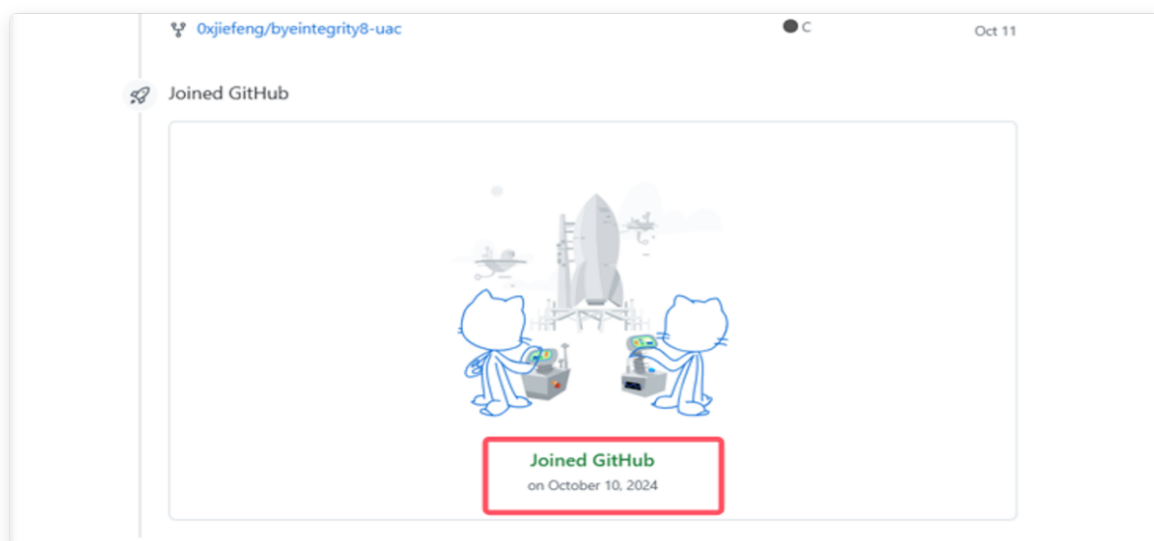 0xjiefeng/byeintegrity8-uac
C
Oct 11
Joined GitHub
Joined GitHub
on October 10, 2024